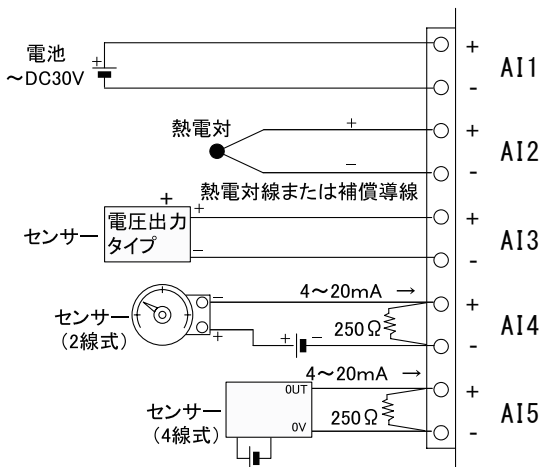 電池
～DC30V
+
+
-
AI1
熱電対
+
−
+
-
AI2
熱電対線または補償導線
+
センサー
電圧出力
タイプ
+
−
+
-
AI3
センサー
(2線式)
−
+
+
−
4～20mA →
250Ω
+
-
AI4
センサー
(4線式)
OUT
0V
4～20mA →
250Ω
+
-
AI5